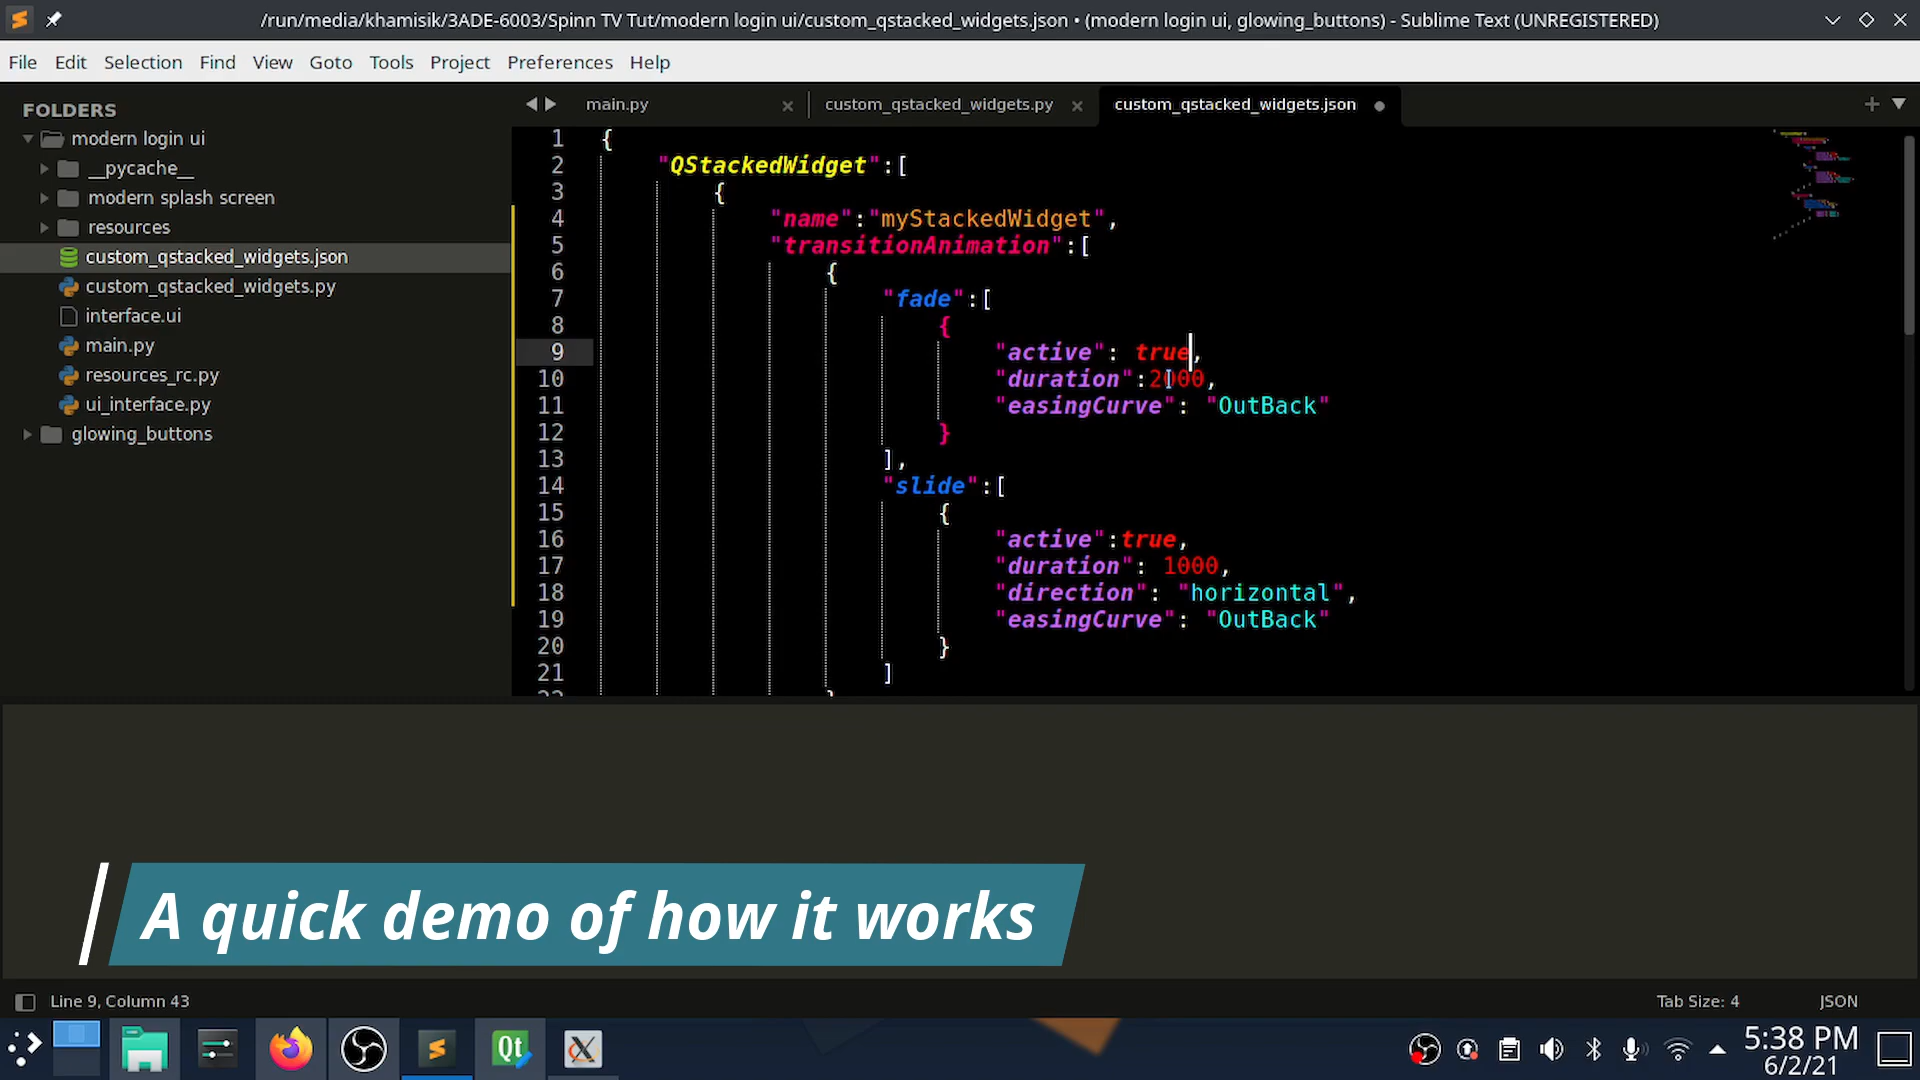 /run/media/khamisik/3ADE-6003/Spinn TV Tut/modern login ui/custom_qstacked_widgets.json • (modern login ui, glowing_buttons) - Sublime Text (UNREGISTERED)
File Edit Selection Find View Goto Tools Project Preferences Help
FOLDERS
modern login ui
__pycache__
modern splash screen
resources
custom_qstacked_widgets.json
custom_qstacked_widgets.py
interface.ui
main.py
resources_rc.py
ui_interface.py
glowing_buttons
main.py custom_qstacked_widgets.py custom_qstacked_widgets.json
1 {
2 "QStackedWidget":[
3 {
4 "name":"myStackedWidget",
5 "transitionAnimation":[
6 {
7 "fade":[
8 {
9 "active": true,
10 "duration":2000,
11 "easingCurve": "OutBack"
12 }
13 ],
14 "slide":[
15 {
16 "active":true,
17 "duration": 1000,
18 "direction": "horizontal",
19 "easingCurve": "OutBack"
20 }
21 ]
A quick demo of how it works
Line 9, Column 43
Tab Size: 4
JSON
Qt
5:38 PM
6/2/21